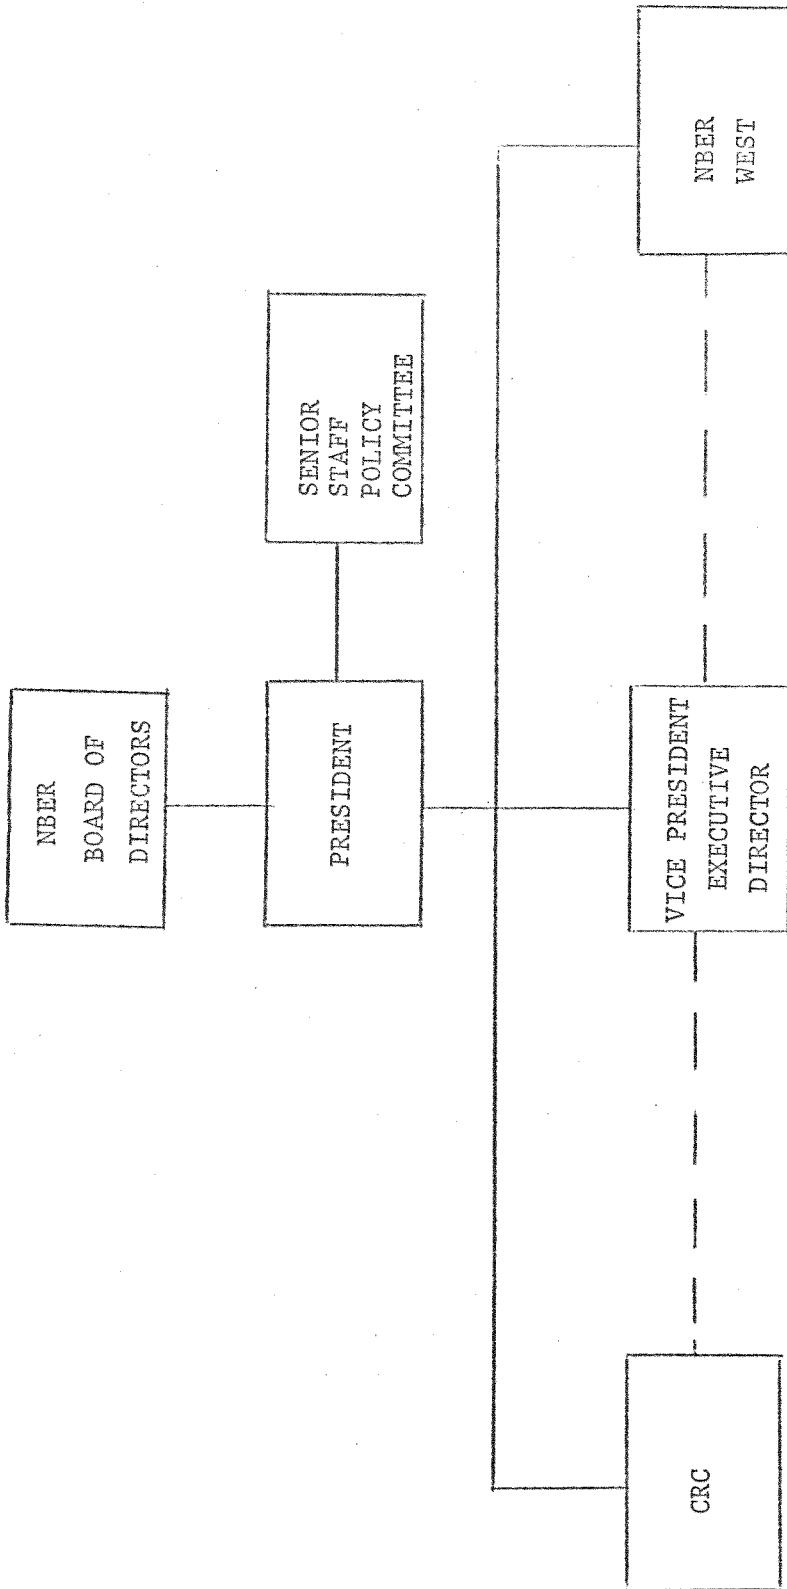 NBER
BOARD OF
DIRECTORS
PRESIDENT
SENIOR
STAFF
POLICY
COMMITTEE
CRC
VICE PRESIDENT
EXECUTIVE
DIRECTOR
NBER
WEST